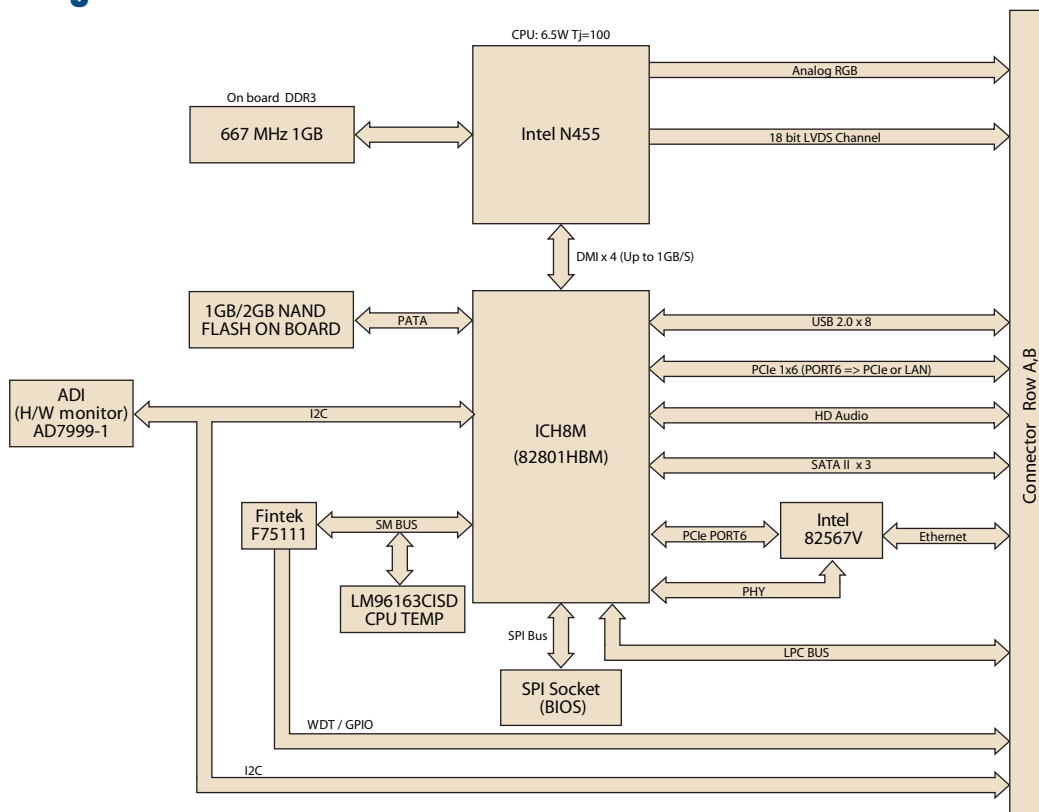 CPU: 6.5W Tj=100
Analog RGB
On board DDR3
667 MHz 1GB
Intel N455
18 bit LVDS Channel
DMI x 4 (Up to 1GB/S)
1GB/2GB NAND
FLASH ON BOARD
PATA
USB 2.0 x 8
PCIe 1x6 (PORT6 => PCIe or LAN)
ADI
(H/W monitor)
AD7999-1
I2C
ICH8M
(82801HBM)
HD Audio
SATA II x 3
Connector Row A,B
Fintek
F75111
SM BUS
PCIe PORT6
Intel
82567V
Ethernet
LM96163CISD
CPU TEMP
PHY
SPI Bus
LPC BUS
SPI Socket
(BIOS)
WDT / GPIO
I2C